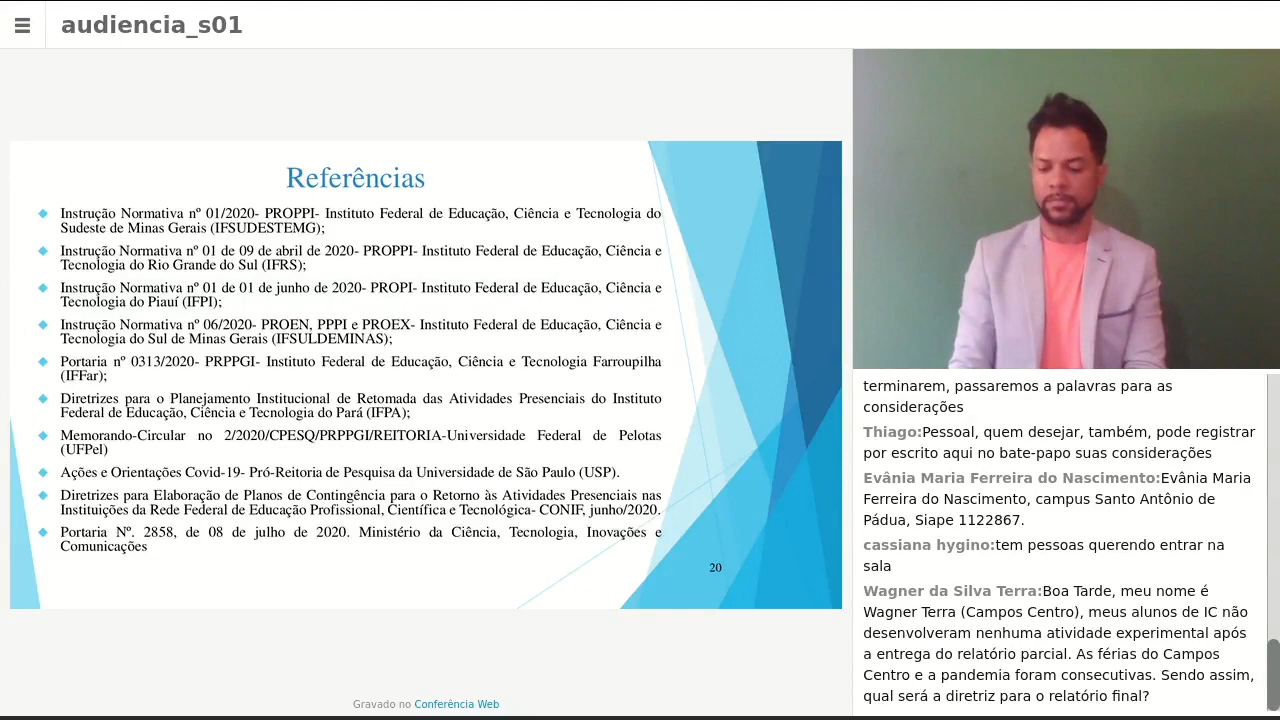 audiencia_s01
Referências
Instrução Normativa nº 01/2020- PROPPI- Instituto Federal de Educação, Ciência e Tecnologia do
Sudeste de Minas Gerais (IFSUDESTEMG);
Instrução Normativa nº 01 de 09 de abril de 2020- PROPPI- Instituto Federal de Educação, Ciência e
Tecnologia do Rio Grande do Sul (IFRS);
Instrução Normativa nº 01 de 01 de junho de 2020- PROPI- Instituto Federal de Educação, Ciência e
Tecnologia do Piauí (IFPI);
Instrução Normativa nº 06/2020- PROEN, PPPI e PROEX- Instituto Federal de Educação, Ciência e
Tecnologia do Sul de Minas Gerais (IFSULDEMINAS);
Portaria nº 0313/2020- PRPPGI- Instituto Federal de Educação, Ciência e Tecnologia Farroupilha
(IFFar);
Diretrizes para o Planejamento Institucional de Retomada das Atividades Presenciais do Instituto
Federal de Educação, Ciência e Tecnologia do Pará (IFPA);
Memorando-Circular no 2/2020/CPESQ/PRPPGI/REITORIA-Universidade Federal de Pelotas
(UFPel)
Ações e Orientações Covid-19- Pró-Reitoria de Pesquisa da Universidade de São Paulo (USP).
Diretrizes para Elaboração de Planos de Contingência para o Retorno às Atividades Presenciais nas
Instituições da Rede Federal de Educação Profissional, Científica e Tecnológica- CONIF, junho/2020.
Portaria Nº. 2858, de 08 de julho de 2020. Ministério da Ciência, Tecnologia, Inovações e
Comunicações
20
Gravado no Conferência Web
terminarem, passaremos a palavras para as
considerações
Thiago:Pessoal, quem desejar, também, pode registrar
por escrito aqui no bate-papo suas considerações
Evânia Maria Ferreira do Nascimento:Evânia Maria
Ferreira do Nascimento, campus Santo Antônio de
Pádua, Siape 1122867.
cassiana hygino:tem pessoas querendo entrar na
sala
Wagner da Silva Terra:Boa Tarde, meu nome é
Wagner Terra (Campos Centro), meus alunos de IC não
desenvolveram nenhuma atividade experimental após
a entrega do relatório parcial. As férias do Campos
Centro e a pandemia foram consecutivas. Sendo assim,
qual será a diretriz para o relatório final?